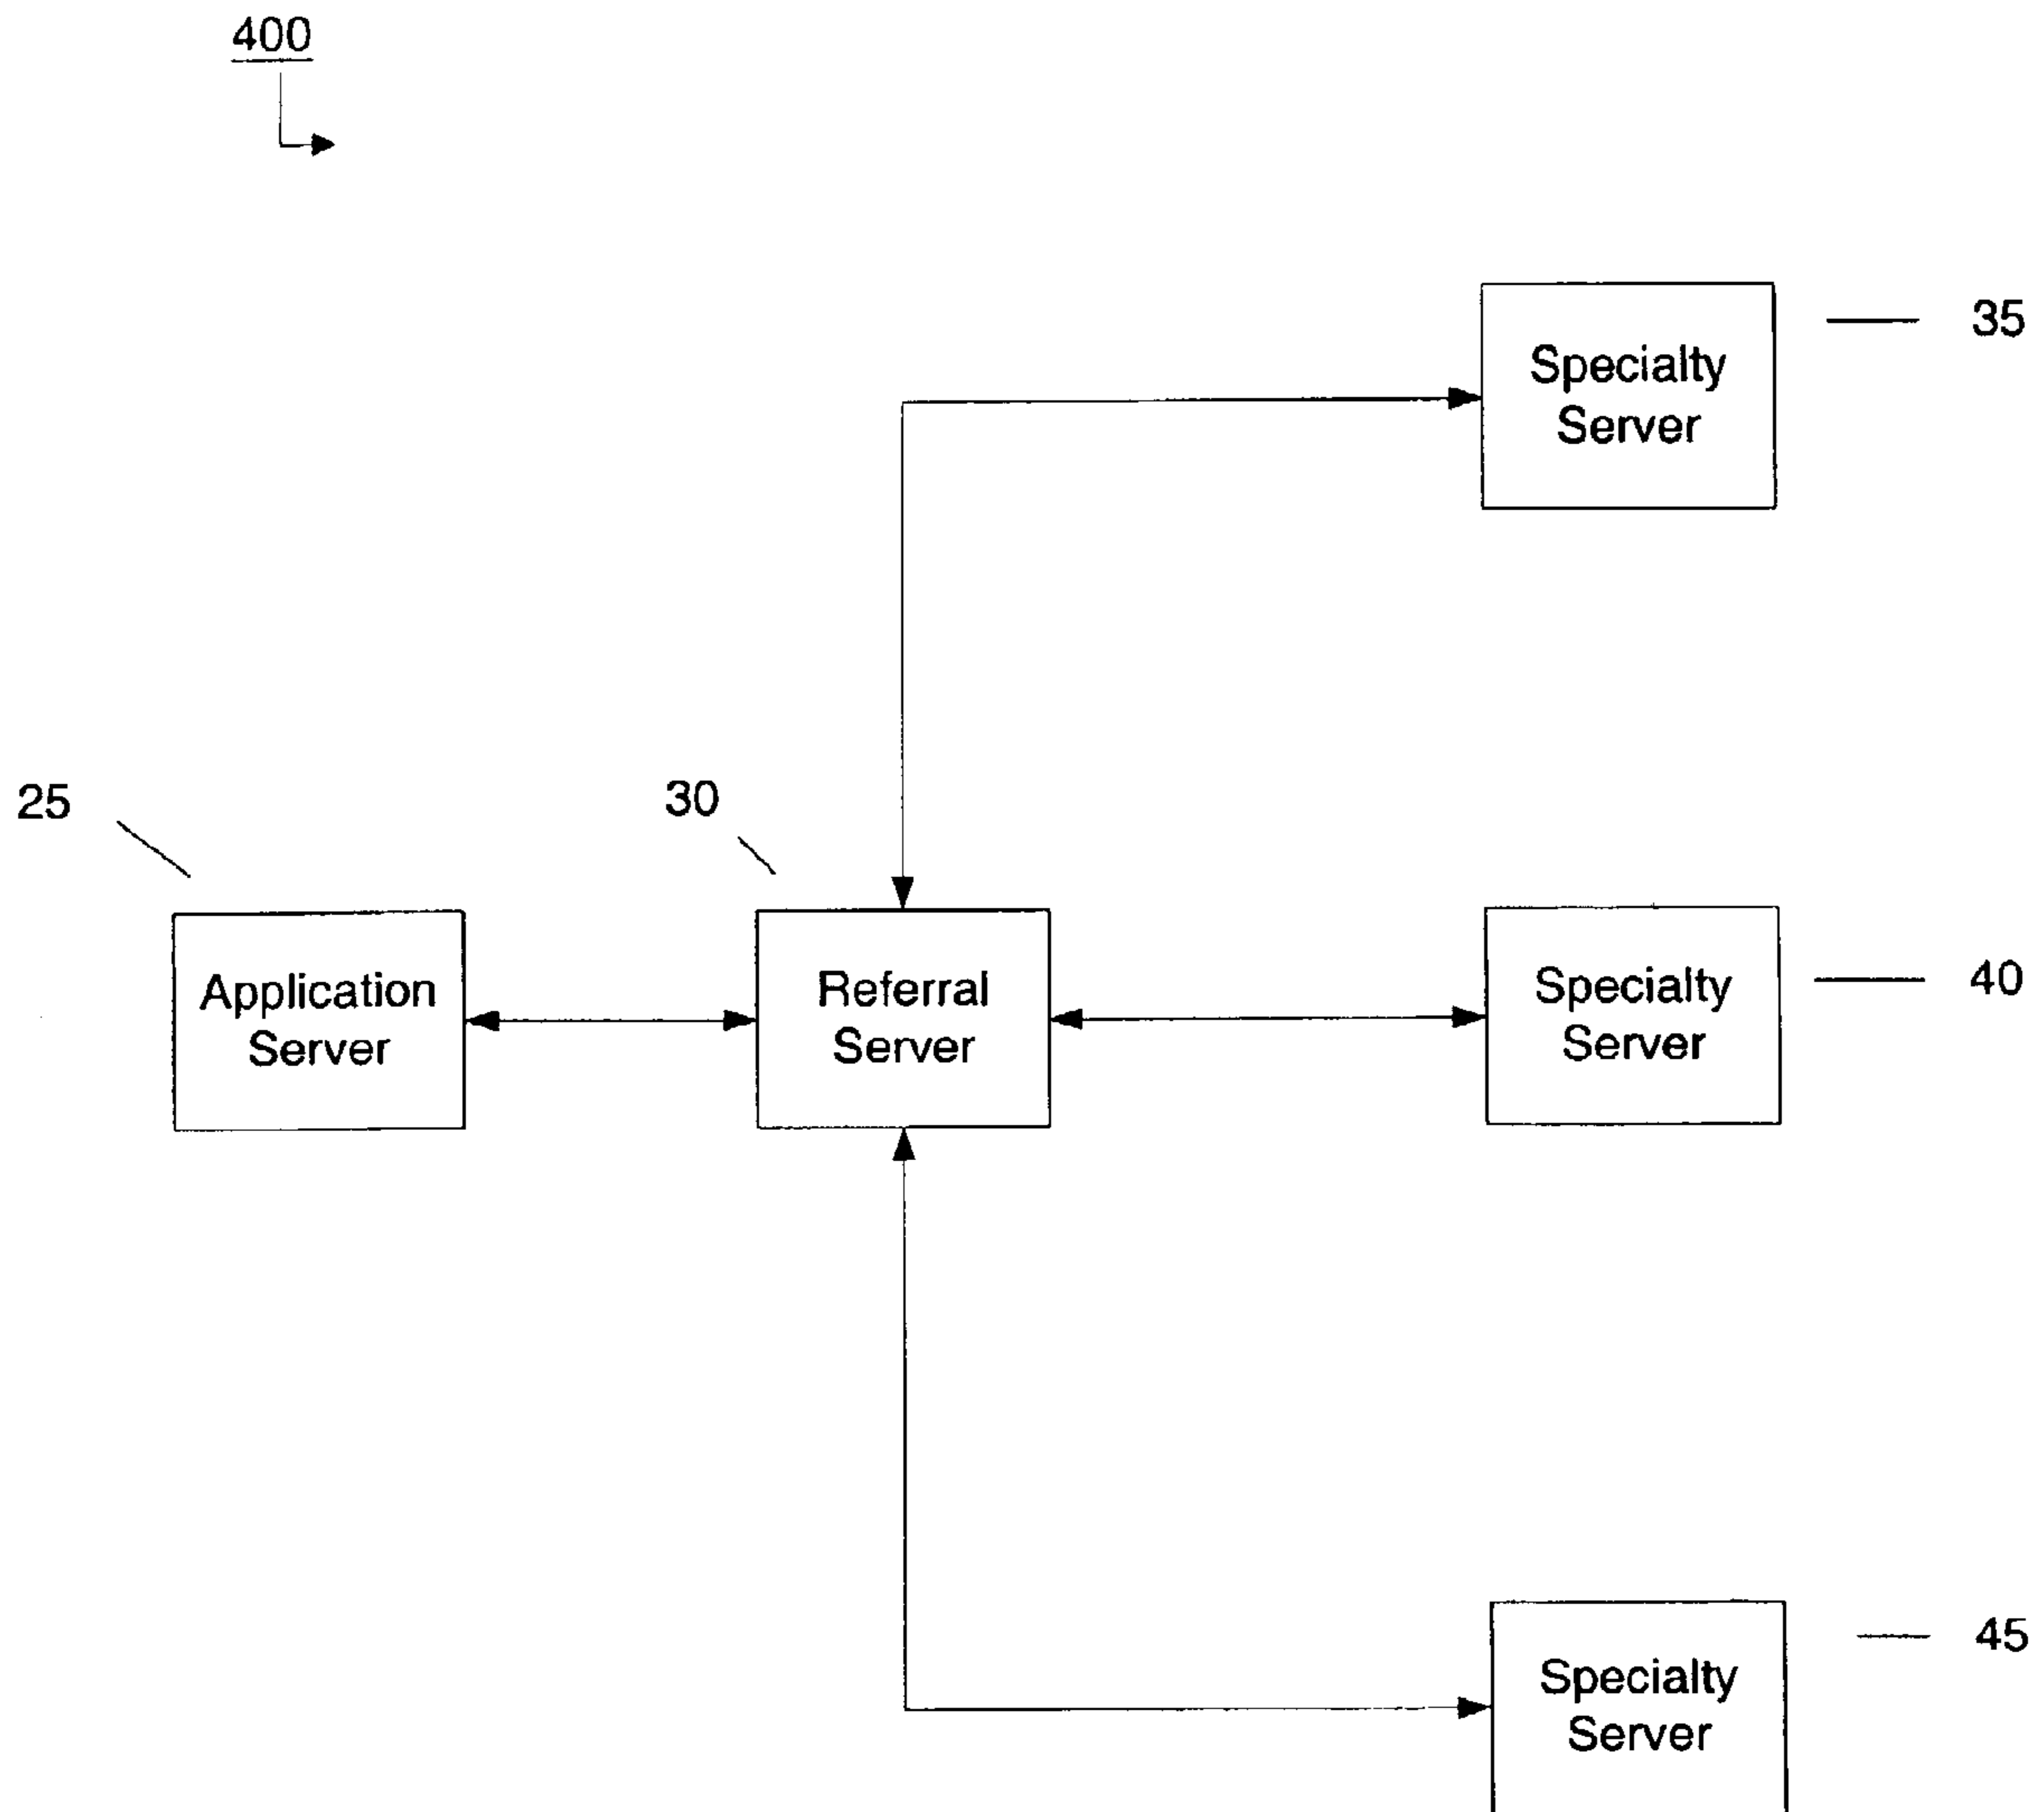 400
Specialty
Server
35
25
30
Application
Server
Referral
Server
Specialty
Server
40
Specialty
Server
45